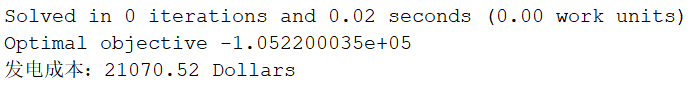 Solved in 0 iterations and 0.02 seconds (0.00 work units)
Optimal objective -1.052200035e+05
发电成本：21070.52 Dollars